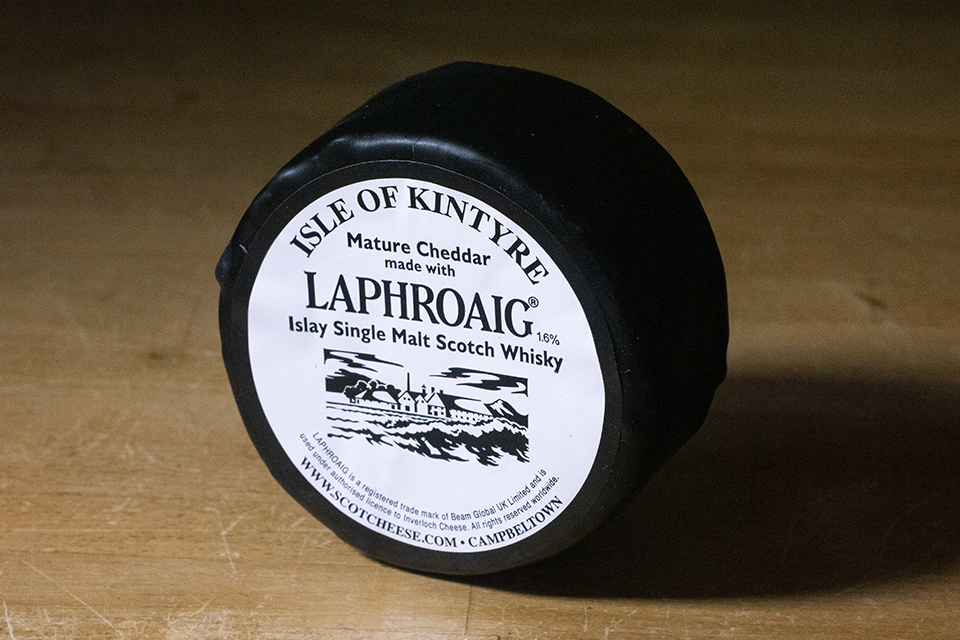 ISLE OF KINTYRE
Mature Cheddar
made with
LAPHROAIG®
1.6%
Islay Single Malt Scotch Whisky
LAPHROAIG is a registered trade mark of Beam Global UK Limited and is
used under authorised licence to Inverloch Cheese. All rights reserved worldwide.
WWW.SCOTCHEESE.COM • CAMPBELTOWN